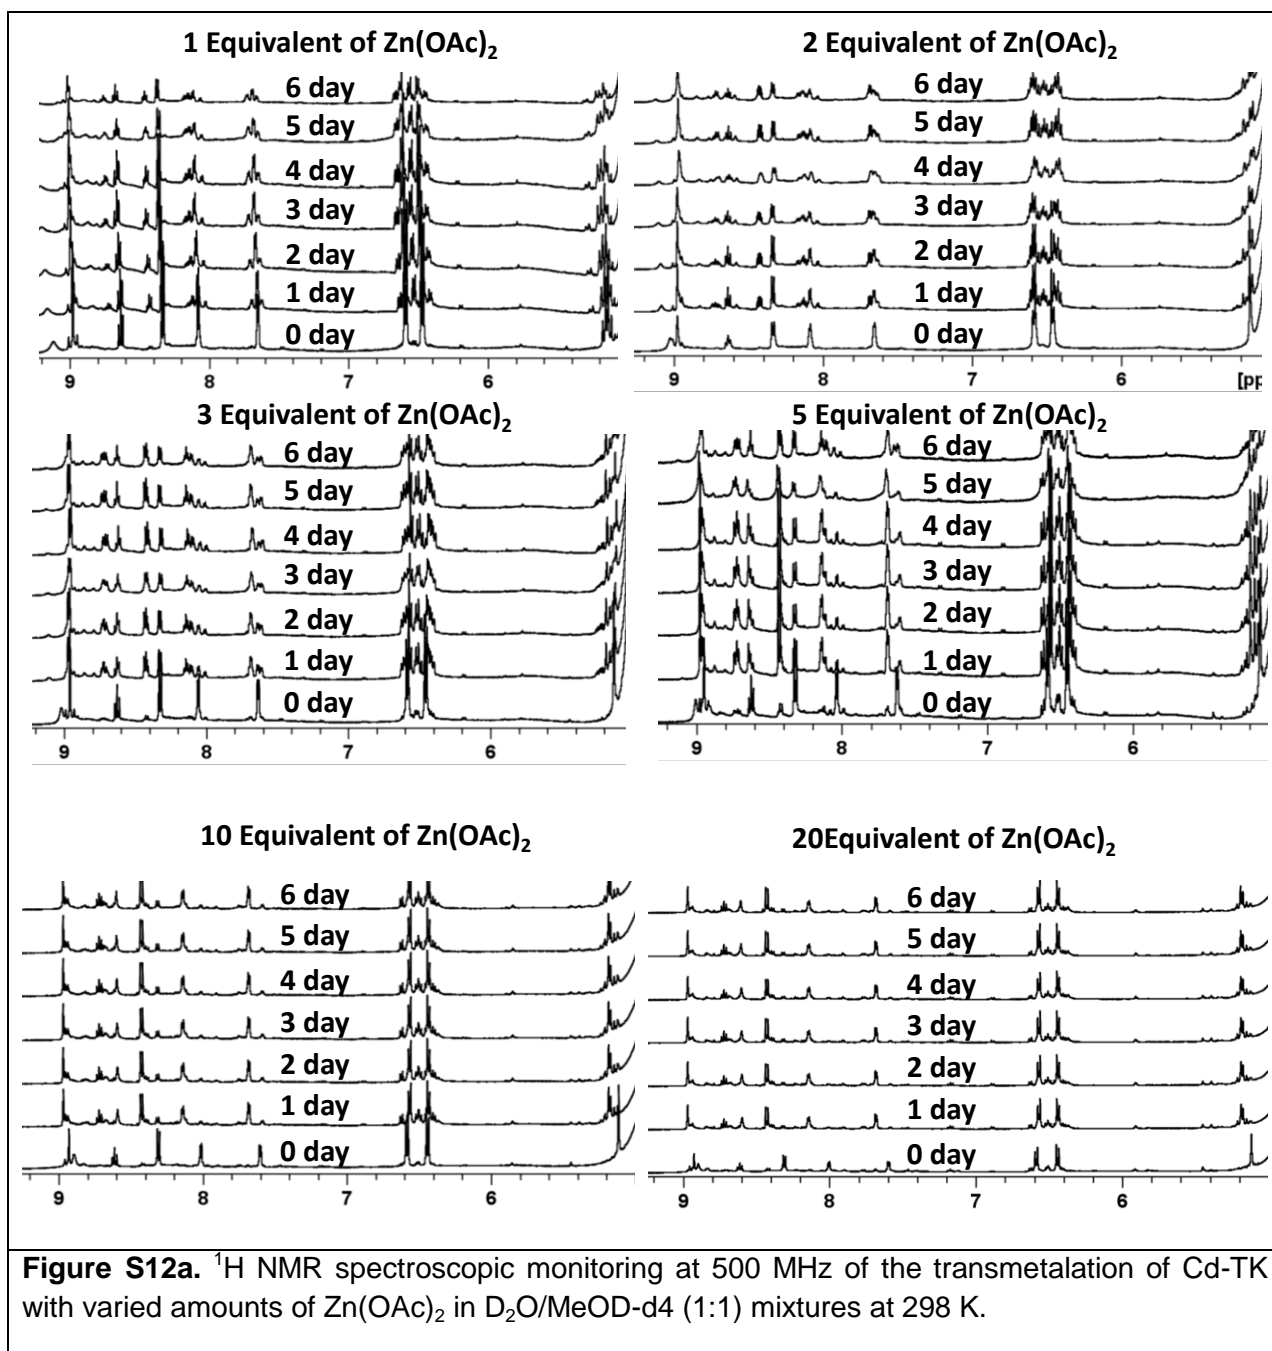 1 Equivalent of Zn(OAc)₂
6 day
5 day
4 day
3 day
2 day
1 day
0 day
9 8 7 6
2 Equivalent of Zn(OAc)₂
6 day
5 day
4 day
3 day
2 day
1 day
0 day
9 8 7 6 [pp
3 Equivalent of Zn(OAc)₂
6 day
5 day
4 day
3 day
2 day
1 day
0 day
9 8 7 6
5 Equivalent of Zn(OAc)₂
6 day
5 day
4 day
3 day
2 day
1 day
0 day
9 8 7 6
10 Equivalent of Zn(OAc)₂
6 day
5 day
4 day
3 day
2 day
1 day
0 day
9 8 7 6
20Equivalent of Zn(OAc)₂
6 day
5 day
4 day
3 day
2 day
1 day
0 day
9 8 7 6
Figure S12a. ¹H NMR spectroscopic monitoring at 500 MHz of the transmetalation of Cd-TK
with varied amounts of Zn(OAc)₂ in D₂O/MeOD-d4 (1:1) mixtures at 298 K.